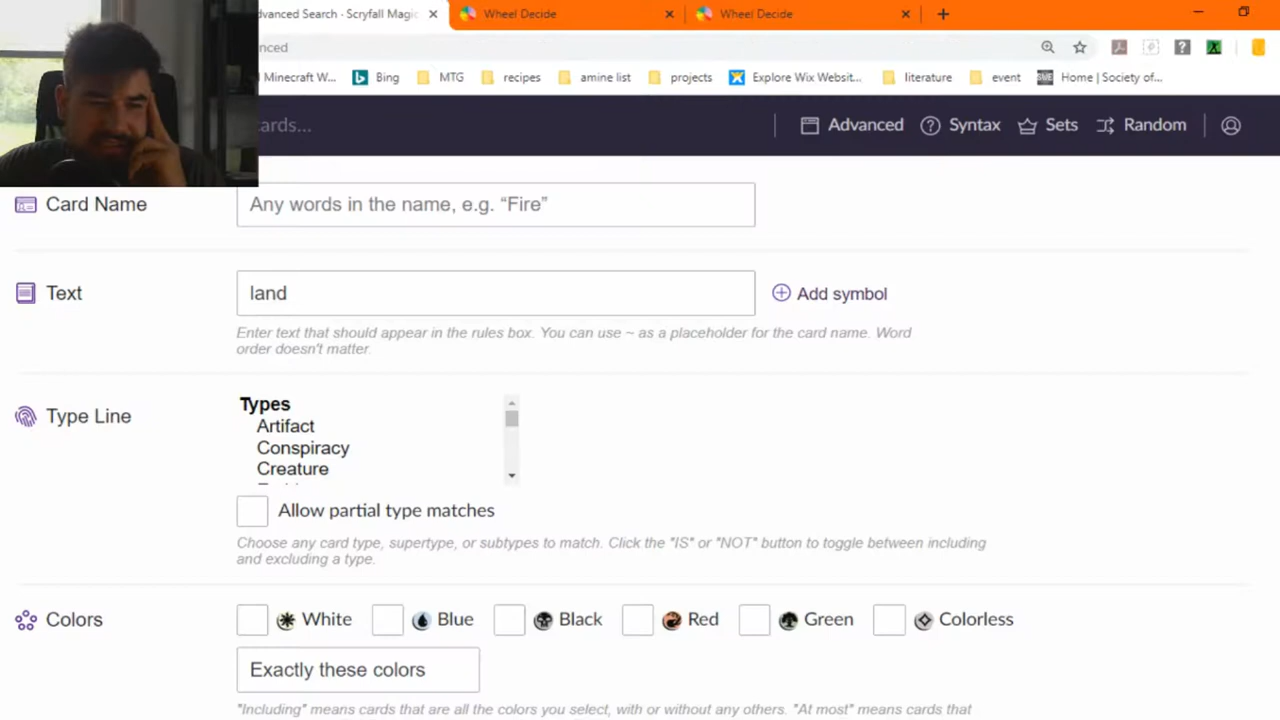 dvanced Search · Scryfall Magic
Wheel Decide
Wheel Decide
anced
Minecraft W...
Bing
MTG
recipes
amine list
projects
Explore Wix Websit...
literature
event
SME
Home | Society of...
cards...
Advanced
Syntax
Sets
Random
Card Name
Any words in the name, e.g. “Fire”
Text
land
Add symbol
Enter text that should appear in the rules box. You can use ~ as a placeholder for the card name. Word
order doesn't matter.
Type Line
Types
Artifact
Conspiracy
Creature
Allow partial type matches
Choose any card type, supertype, or subtypes to match. Click the "IS" or "NOT" button to toggle between including
and excluding a type.
Colors
White
Blue
Black
Red
Green
Colorless
Exactly these colors
"Including" means cards that are all the colors you select, with or without any others. "At most" means cards that